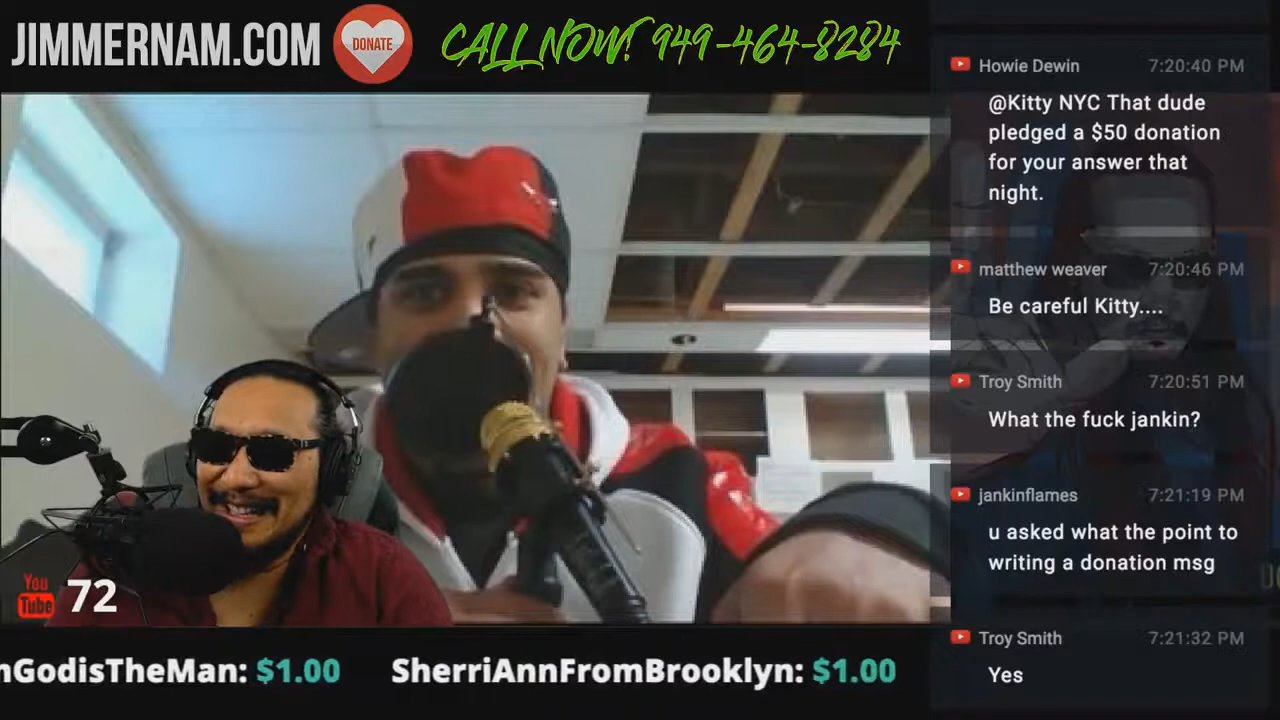 JIMMERNAM.COM
DONATE
CALL NOW! 949-464-8284
Howie Dewin 7:20:40 PM
@Kitty NYC That dude
pledged a $50 donation
for your answer that
night.
matthew weaver 7:20:46 PM
Be careful Kitty....
Troy Smith 7:20:51 PM
What the fuck jankin?
jankinflames 7:21:19 PM
u asked what the point to
writing a donation msg
Troy Smith 7:21:32 PM
Yes
You
Tube 72
nGodisTheMan: $1.00 SherriAnnFromBrooklyn: $1.00